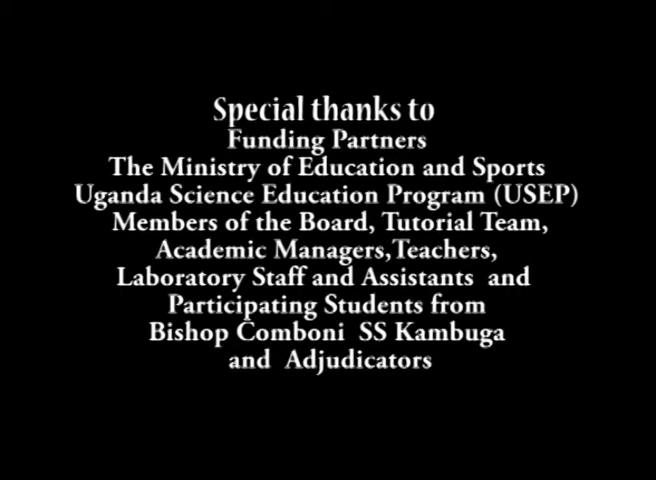 Special thanks to
Funding Partners
The Ministry of Education and Sports
Uganda Science Education Program (USEP)
Members of the Board, Tutorial Team,
Academic Managers,Teachers,
Laboratory Staff and Assistants and
Participating Students from
Bishop Comboni SS Kambuga
and Adjudicators